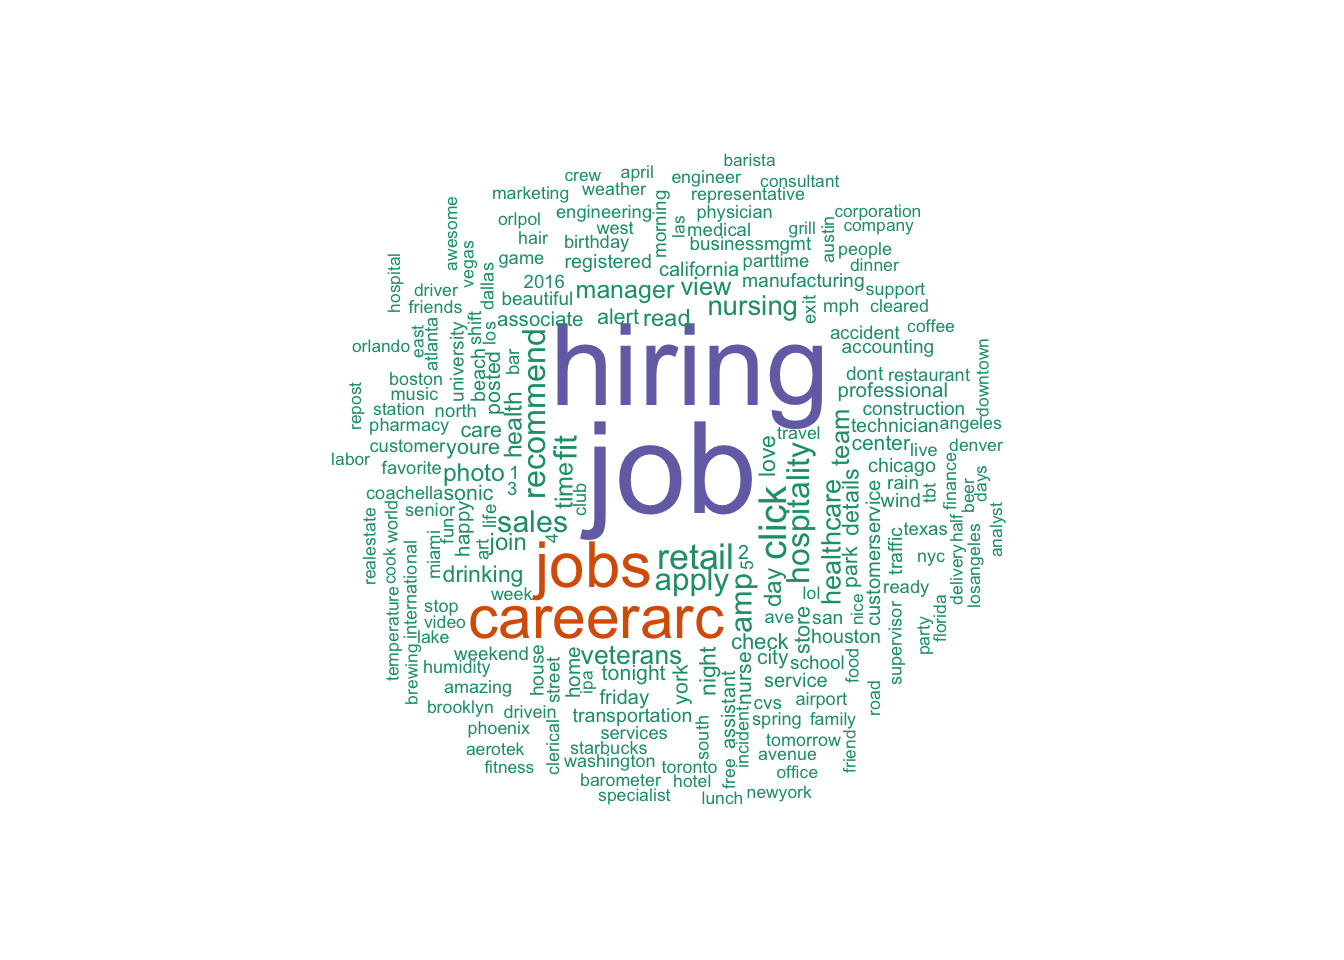 barista
crew
april
engineer
consultant
marketing
weather
representative
awesome
orlpol
engineering
morning
las
physician
corporation
west
medical
grill
austin
company
hair
birthday
businessmgmt
people
hospital
vegas
game
registered
california
parttime
dinner
dallas
2016
manager
view
manufacturing
support
driver
friends
beautiful
nursing
exit
mph
cleared
associate
alert
read
accident
coffee
orlando
east
atlanta
university
shift
beach
los
posted
bar
recommend
hiring
accounting
downtown
boston
music
dont
restaurant
professional
repost
station
north
health
construction
pharmacy
care
job
travel
team
technician
angeles
customer
youre
fit
love
center
live
denver
labor
favorite
photo
1
time
hospitality
chicago
finance
beer
days
coachella
sonic
3
club
click
healthcare
details
rain
tbt
senior
wind
realestate
cook
world
fun
happy
life
art
sales
4
customerservice
texas
half
analyst
miami
join
jobs
retail
2
5
park
traffic
nyc
delivery
losangeles
temperature
international
brewing
drinking
apply
day
ready
week
careerarc
amp
lol
nice
stop
video
ave
san
supervisor
party
florida
lake
check
store
houston
weekend
veterans
humidity
house
street
home
ipa
tonight
york
night
nurse
city
school
food
road
amazing
service
brooklyn
drivein
friday
assistant
cvs
airport
phoenix
transportation
spring
family
services
south
incident
tomorrow
friend
aerotek
clerical
starbucks
avenue
fitness
washington
toronto
free
office
barometer
hotel
specialist
lunch
newyork